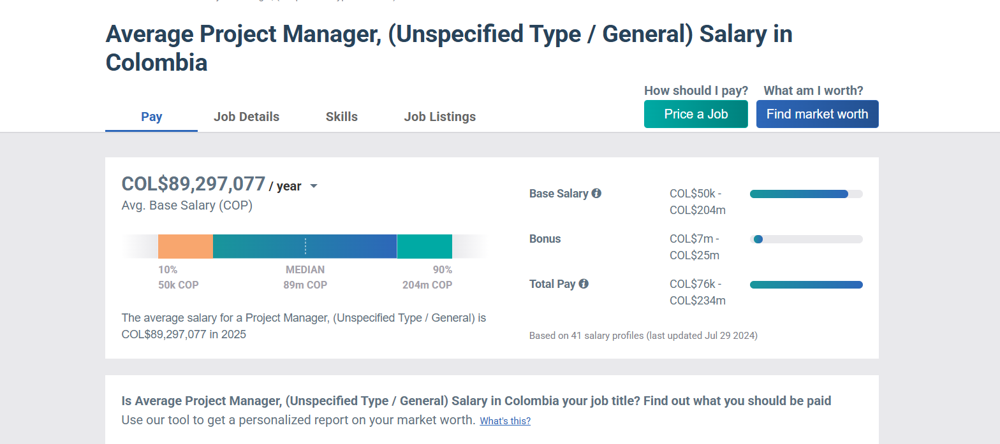 Average Project Manager, (Unspecified Type / General) Salary in
Colombia
How should I pay?
What am I worth?
Pay
Job Details
Skills
Job Listings
Price a Job
Find market worth
COL$89,297,077 / year
Avg. Base Salary (COP)
10%
50k COP
MEDIAN
89m COP
90%
204m COP
The average salary for a Project Manager, (Unspecified Type / General) is
COL$89,297,077 in 2025
Base Salary
COL$50k -
COL$204m
Bonus
COL$7m -
COL$25m
Total Pay
COL$76k -
COL$234m
Based on 41 salary profiles (last updated Jul 29 2024)
Is Average Project Manager, (Unspecified Type / General) Salary in Colombia your job title? Find out what you should be paid
Use our tool to get a personalized report on your market worth. What's this?